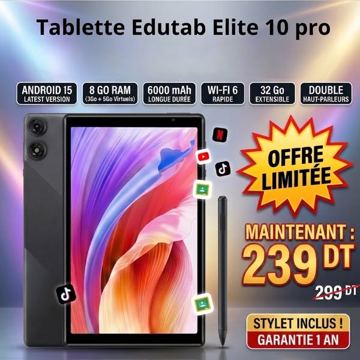 Tablette Edutab Elite 10 pro
ANDROID 15
LATEST VERSION
8 GO RAM
(3Go + 5Go Virtuels)
6000 mAh
LONGUE DURÉE
WI-FI 6
RAPIDE
32 Go
EXTENSIBLE
DOUBLE
HAUT-PARLEURS
OFFRE
LIMITÉE
MAINTENANT :
239 DT
299 DT
STYLET INCLUS !
GARANTIE 1 AN